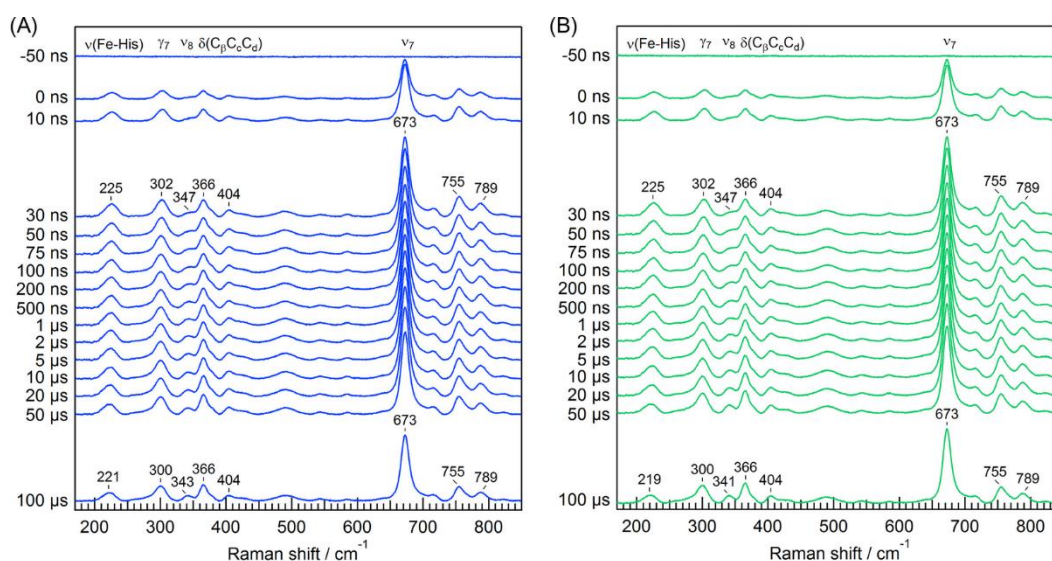 (A)
ν(Fe-His) γ₇ ν₈ δ(CᵦC꜀C_d) ν₇
-50 ns
0 ns
10 ns
673
225 302 347 366 404 755 789
30 ns
50 ns
75 ns
100 ns
200 ns
500 ns
1 µs
2 µs
5 µs
10 µs
20 µs
50 µs
673
221 300 343 366 404 755 789
100 µs
200 300 400 500 600 700 800
Raman shift / cm⁻¹
(B)
ν(Fe-His) γ₇ ν₈ δ(CᵦC꜀C_d) ν₇
-50 ns
0 ns
10 ns
673
225 302 347 366 404 755 789
30 ns
50 ns
75 ns
100 ns
200 ns
500 ns
1 µs
2 µs
5 µs
10 µs
20 µs
50 µs
673
219 300 341 366 404 755 789
100 µs
200 300 400 500 600 700 800
Raman shift / cm⁻¹